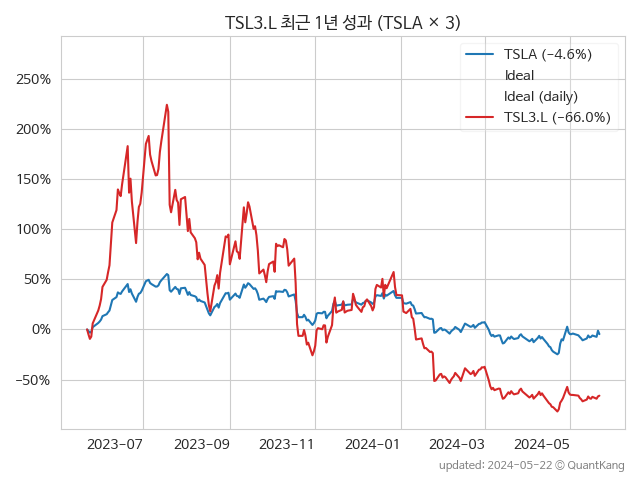 TSL3.L 최근 1년 성과 (TSLA × 3)
TSLA (−4.6%)
Ideal
Ideal (daily)
TSL3.L (−66.0%)
250%
200%
150%
100%
50%
0%
−50%
2023−07
2023−09
2023−11
2024−01
2024−03
2024−05
updated: 2024−05−22 © QuantKang